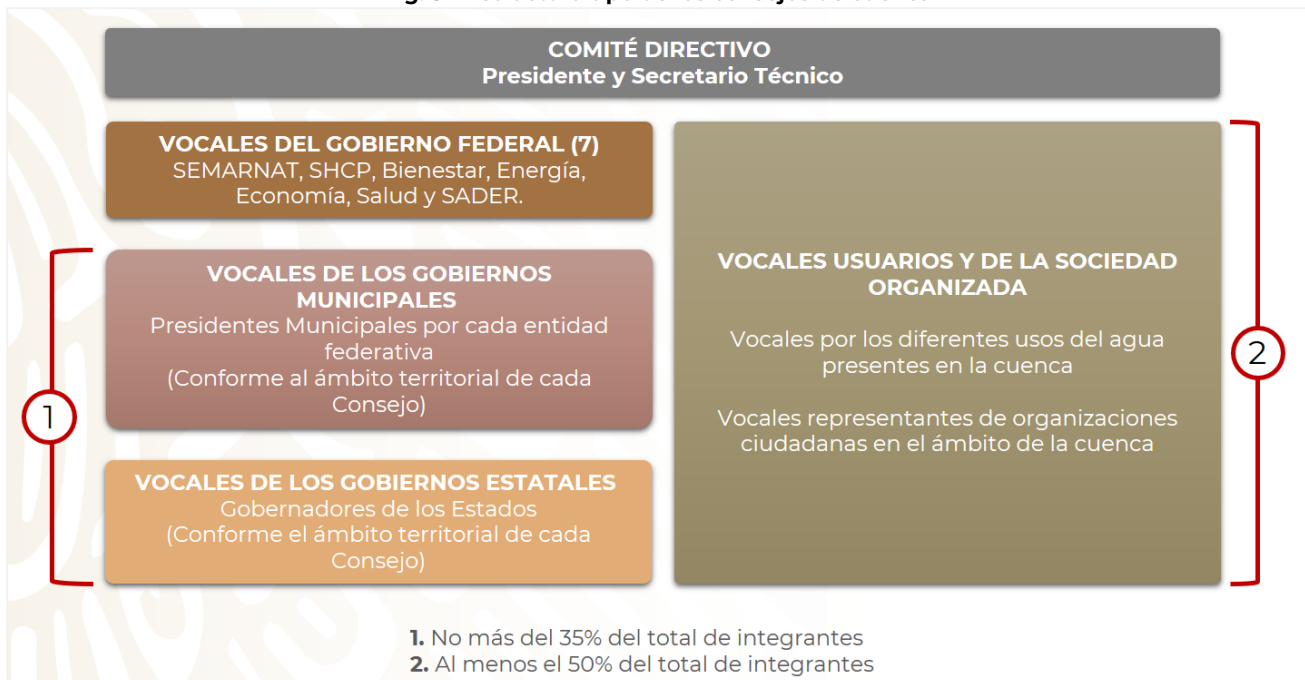 COMITÉ DIRECTIVO
Presidente y Secretario Técnico
VOCALES DEL GOBIERNO FEDERAL (7)
SEMARNAT, SHCP, Bienestar, Energía,
Economía, Salud y SADER.
VOCALES DE LOS GOBIERNOS
MUNICIPALES
Presidentes Municipales por cada entidad
federativa
(Conforme al ámbito territorial de cada
Consejo)
1
VOCALES DE LOS GOBIERNOS ESTATALES
Gobernadores de los Estados
(Conforme el ámbito territorial de cada
Consejo)
VOCALES USUARIOS Y DE LA SOCIEDAD
ORGANIZADA
Vocales por los diferentes usos del agua
presentes en la cuenca
Vocales representantes de organizaciones
ciudadanas en el ámbito de la cuenca
2
1. No más del 35% del total de integrantes
2. Al menos el 50% del total de integrantes